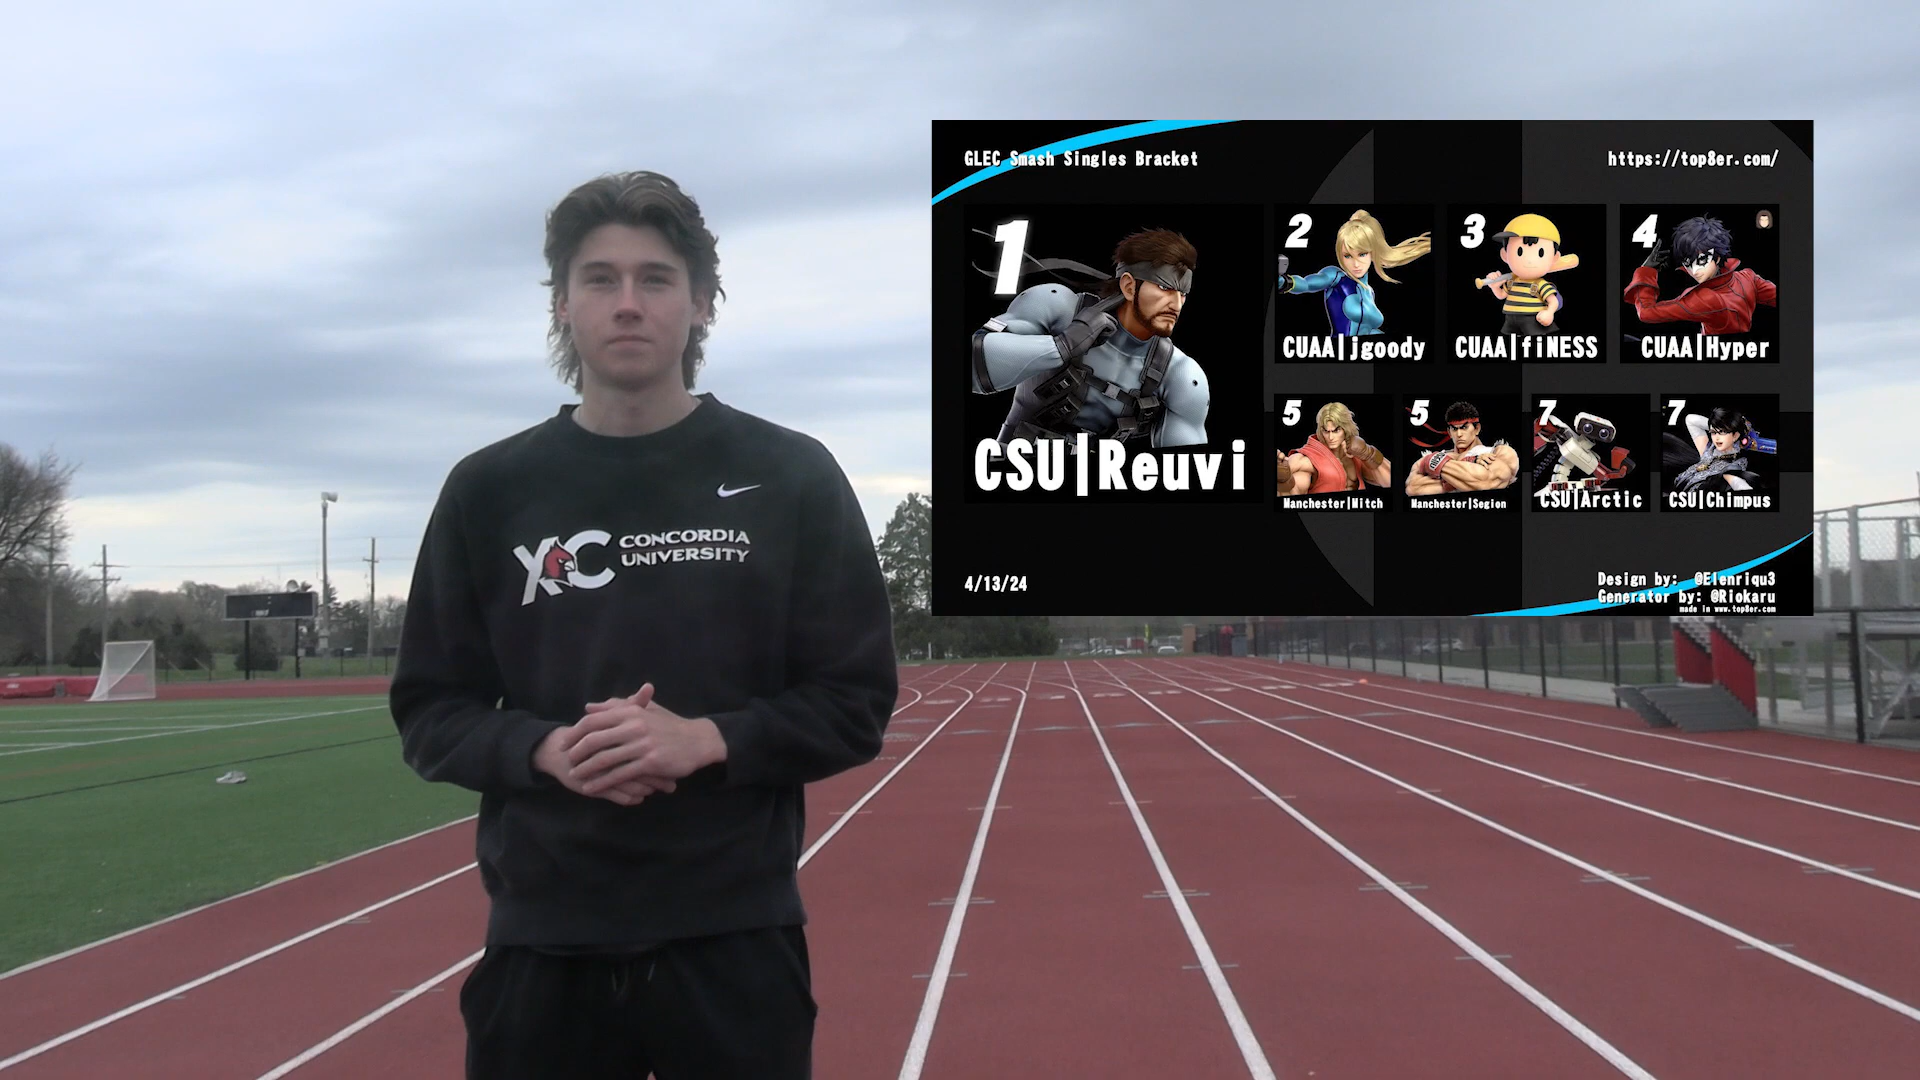 XC CONCORDIA
UNIVERSITY
GLEC Smash Singles Bracket
https://top8er.com/
1
CSU|Reuvi
2
CUAA|jgoody
3
CUAA|fiNESS
4
CUAA|Hyper
5
Manchester|Mitch
5
Manchester|Segion
7
CSU|Arctic
7
CSU|Chimpus
4/13/24
Design by: @Elenriqu3
Generator by: @Riokaru
made in www.top8er.com